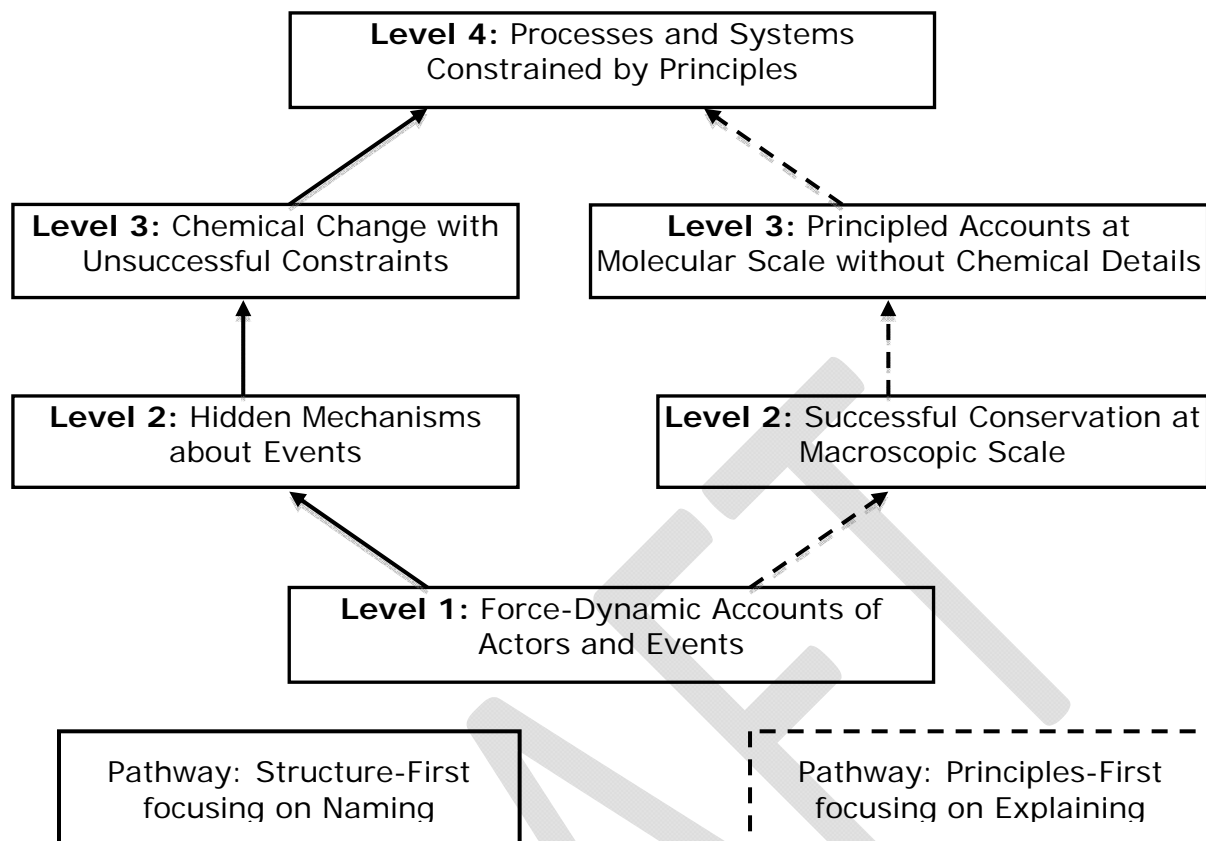 Level 4: Processes and Systems
Constrained by Principles
Level 3: Chemical Change with
Unsuccessful Constraints
Level 3: Principled Accounts at
Molecular Scale without Chemical Details
Level 2: Hidden Mechanisms
about Events
Level 2: Successful Conservation at
Macroscopic Scale
Level 1: Force-Dynamic Accounts of
Actors and Events
Pathway: Structure-First
focusing on Naming
Pathway: Principles-First
focusing on Explaining